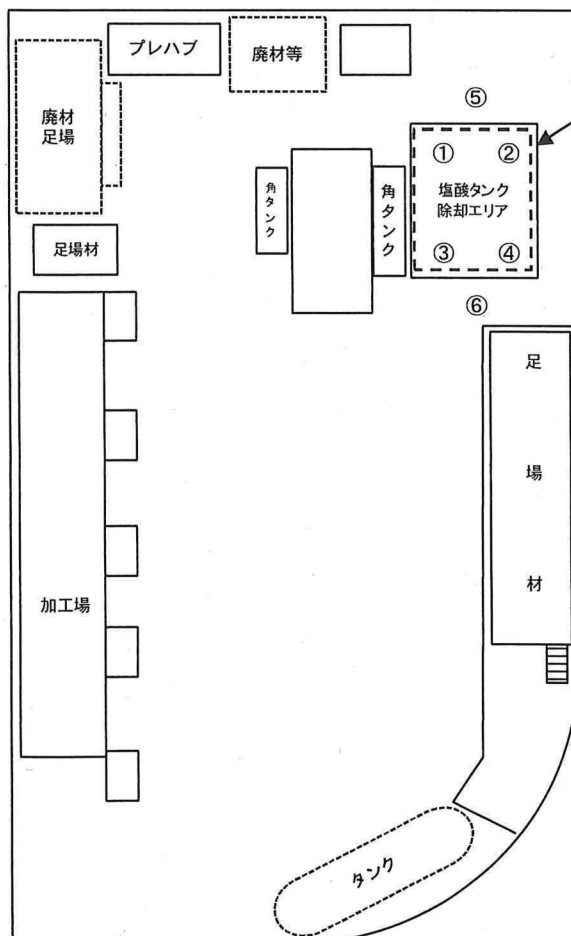 プレハブ
廃材等
廃材
足場
⑤
①
②
塩酸タンク
除却エリア
③
④
角タンク
角タンク
足場材
⑥
足場材
加工場
タンク